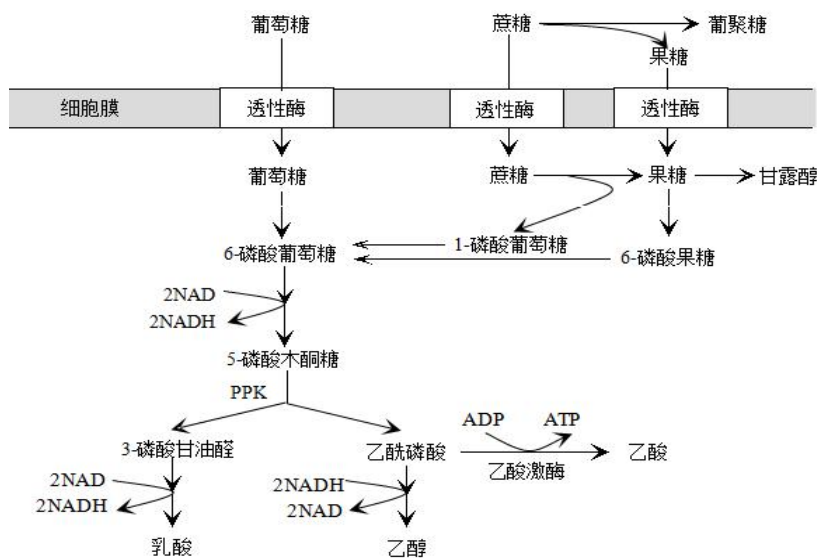 葡萄糖
蔗糖
葡聚糖
果糖
细胞膜
透性酶
透性酶
透性酶
葡萄糖
蔗糖
果糖
甘露醇
6-磷酸葡萄糖
1-磷酸葡萄糖
6-磷酸果糖
2NAD
2NADH
5-磷酸木酮糖
PPK
3-磷酸甘油醛
乙酰磷酸
ADP
ATP
乙酸激酶
乙酸
2NAD
2NADH
2NADH
2NAD
乳酸
乙醇